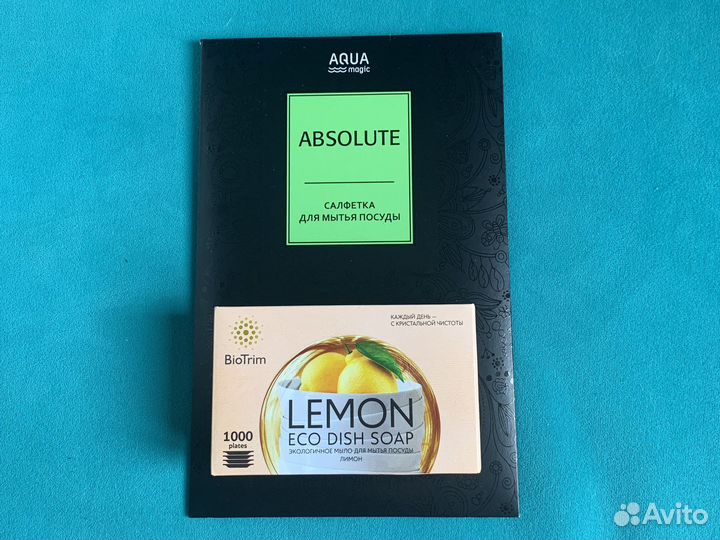 AQUA
magic
ABSOLUTE
САЛФЕТКА
ДЛЯ МЫТЬЯ ПОСУДЫ
КАЖДЫЙ ДЕНЬ —
С КРИСТАЛЬНОЙ ЧИСТОТЫ
BioTrim
LEMON
ECO DISH SOAP
ЭКОЛОГИЧНОЕ МЫЛО ДЛЯ МЫТЬЯ ПОСУДЫ
ЛИМОН
1000
plates
Avito